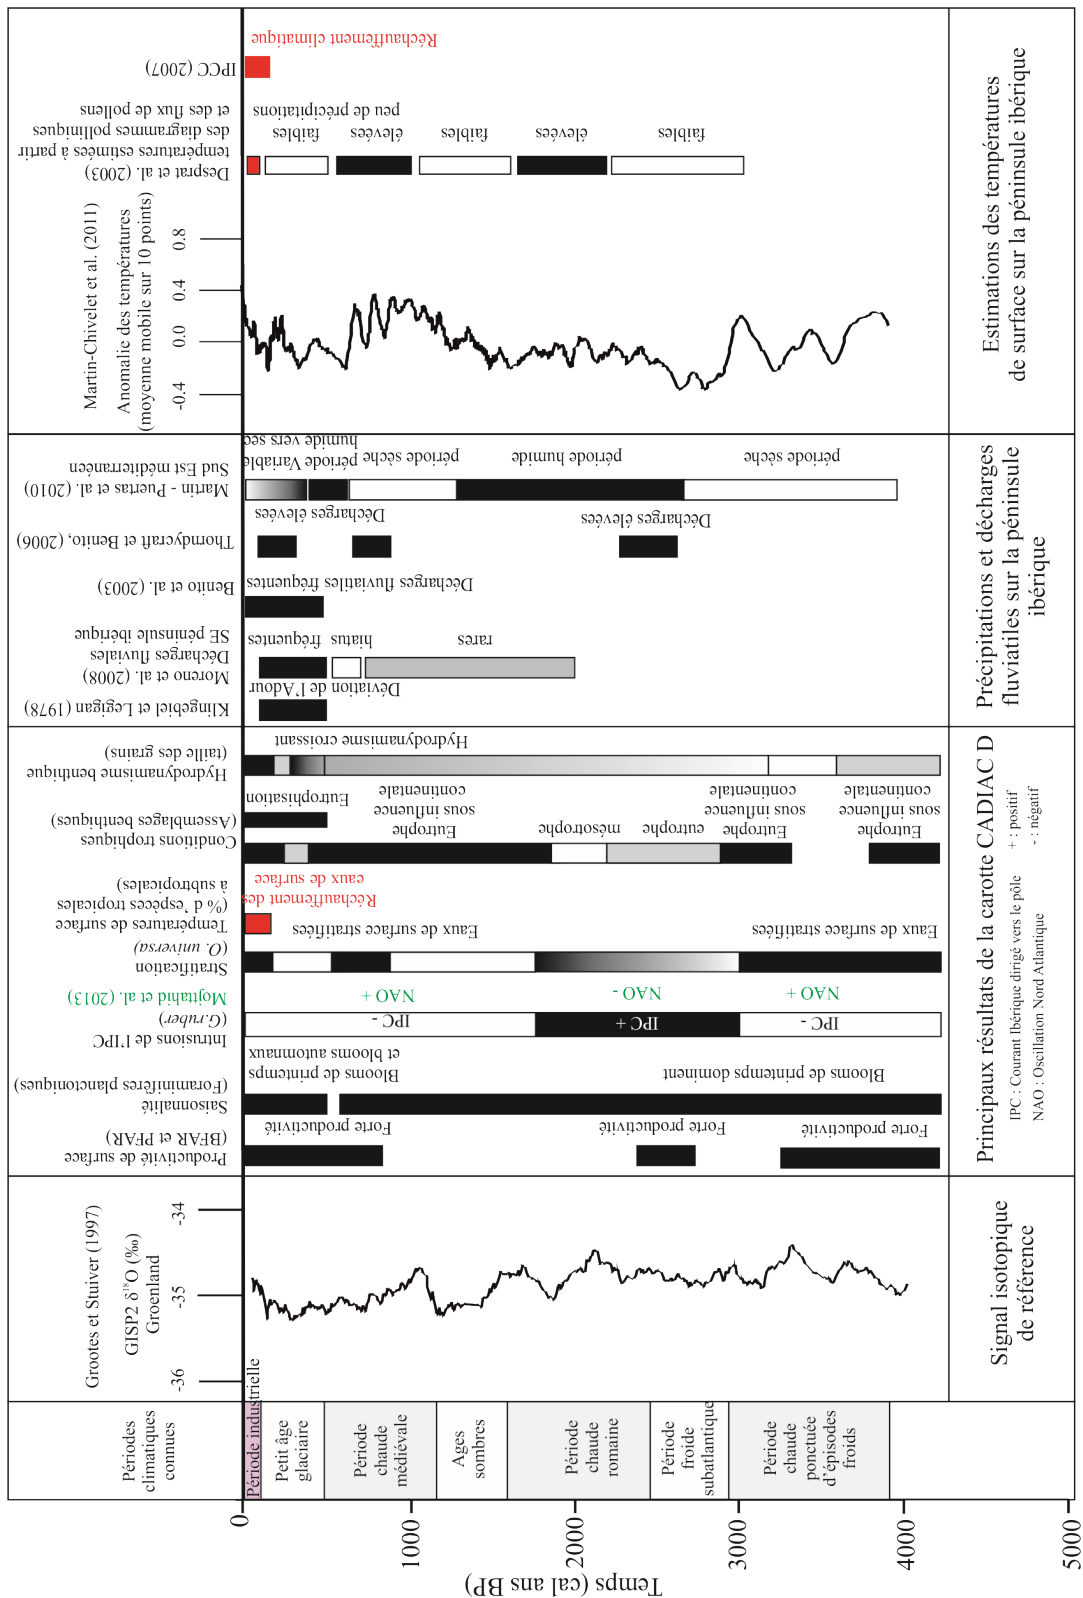 Temps (cal ans BP)
0
1000
2000
3000
4000
5000
Périodes
climatiques
connues
Période industrielle
Petit âge
glaciaire
Période
chaude
médiévale
Ages
sombres
Période
chaude
romaine
Période
froide
subatlantique
Période
chaude
ponctuée
d'épisodes
froids
Grootes et Stuiver (1997)
GISP2 δ¹⁸O (‰)
Groenland
-36
-35
-34
Signal isotopique
de référence
Productivité de surface
(BFAR et PFAR)
Forte productivité
Forte productivité
Forte productivité
Saisonnalité
(Foraminifères planctoniques)
Blooms de printemps
et blooms automnaux
Blooms de printemps dominent
Intrusions de l'IPC
(G.ruber)
IPC -
IPC +
IPC -
Mojtahid et al. (2013)
NAO +
NAO -
NAO +
Stratification
(O. universa)
Eaux de surface stratifiées
Eaux de surface stratifiées
Température de surface
(% d'espèces tropicales
à subtropicales)
Réchauffement des
eaux de surface
Conditions trophiques
(Assemblages benthiques)
Eutrophisation
Eutrophe
sous influence
continentale
mésotrophe
eutrophe
Eutrophe
sous influence
continentale
Eutrophe
sous influence
continentale
Hydrodynamisme benthique
(taille des grains)
Hydrodynamisme croissant
Principaux résultats de la carotte CADIAC D
IPC : Courant Ibérique dirigé vers le pôle
+ : positif
NAO : Oscillation Nord Atlantique
- : négatif
Klingebiel et Legigan (1978)
Déviation de l'Adour
Moreno et al. (2008)
Décharges fluviales
SE péninsule ibérique
fréquentes
hiatus
rares
Benito et al. (2003)
Décharges fluviatiles fréquentes
Thorndycraft et Benito, (2006)
Décharges élevées
Décharges élevées
Martin - Puertas et al. (2010)
Sud Est méditerranéen
Variable
humide vers sec
période
période sèche
période humide
période sèche
Précipitations et décharges
fluviatiles sur la péninsule
ibérique
Martin-Chivelet et al. (2011)
Anomalie des températures
(moyenne mobile sur 10 points)
-0.4
0.0
0.4
0.8
Desprat et al. (2003)
températures estimées à partir
des diagrammes polliniques
et des flux de pollens
faibles
élevées
peu de précipitations
faibles
élevées
faibles
IPCC (2007)
Réchauffement climatique
Estimations des températures
de surface sur la péninsule ibérique